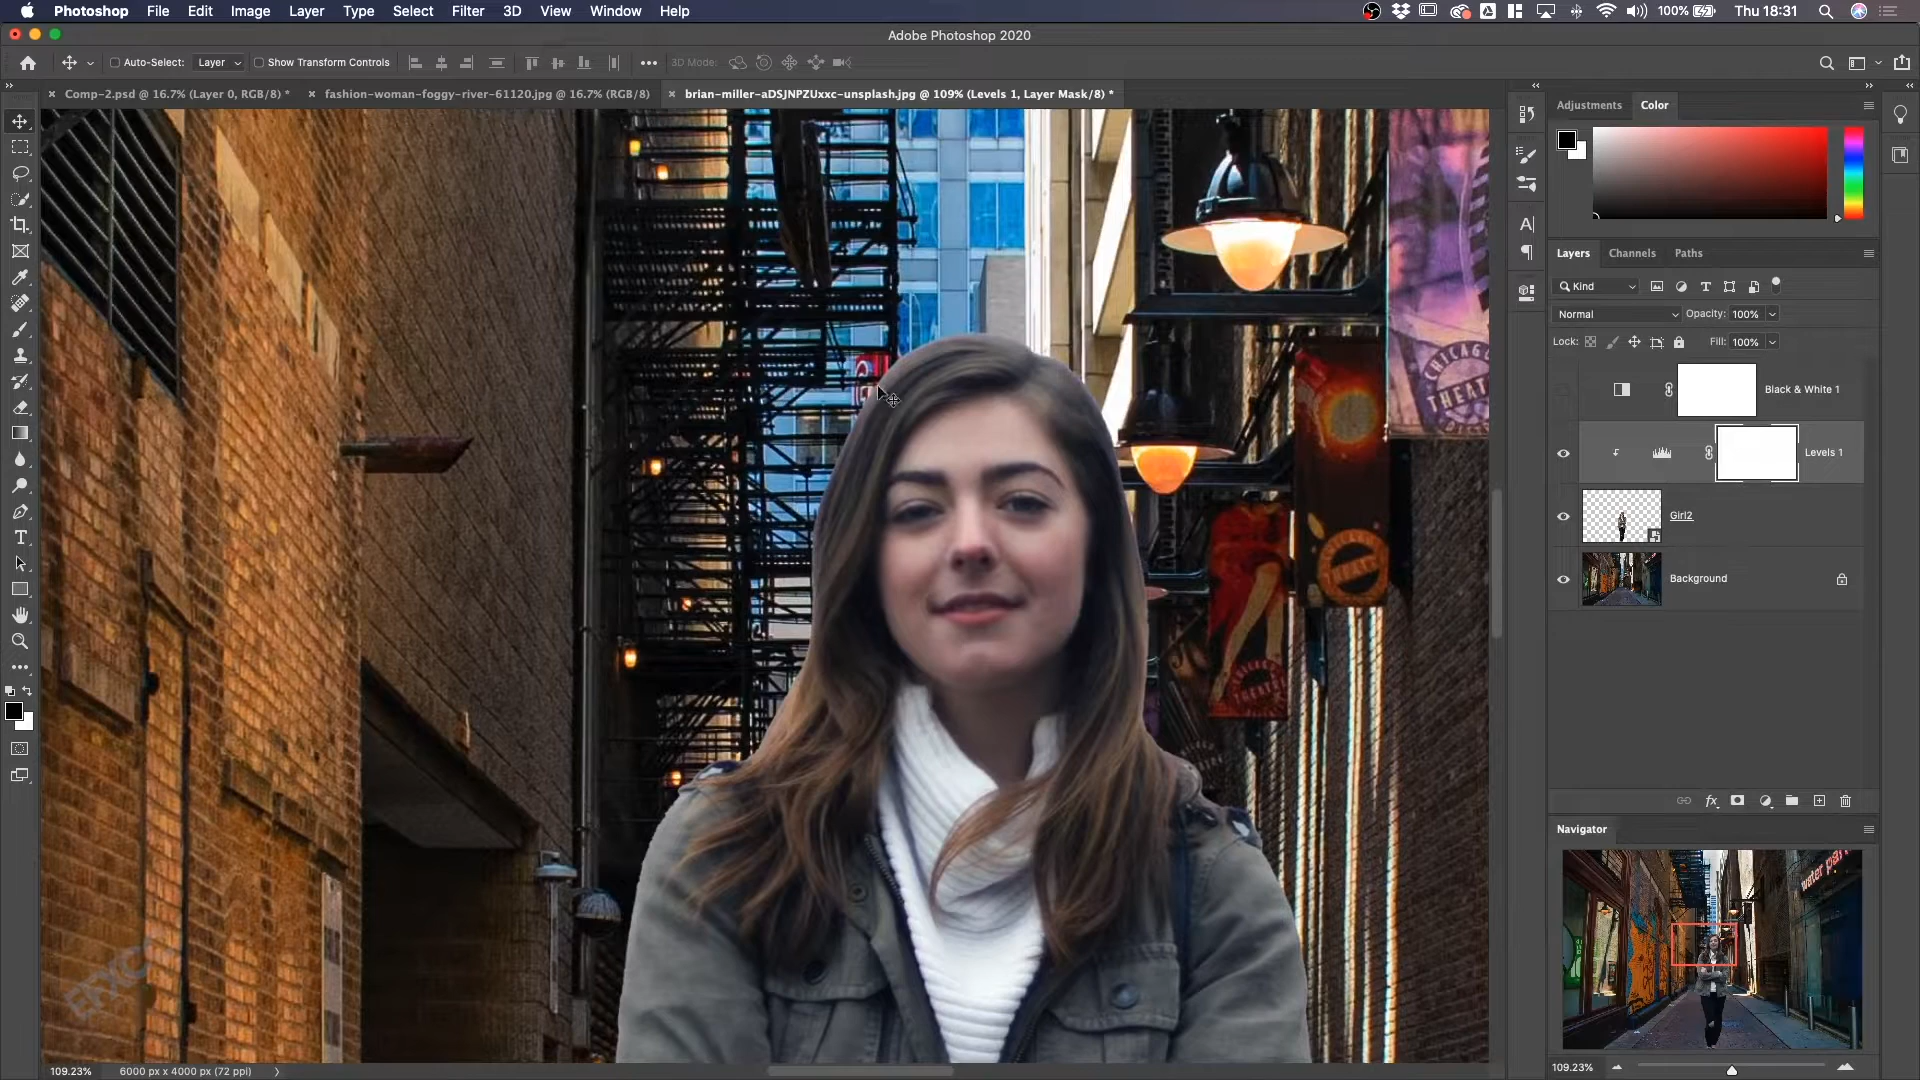 Photoshop File Edit Image Layer Type Select Filter 3D View Window Help
100% Thu 18:31
Adobe Photoshop 2020
Auto-Select: Layer Show Transform Controls 3D Mode:
Comp-2.psd @ 16.7% (Layer 0, RGB/8) *
fashion-woman-foggy-river-61120.jpg @ 16.7% (RGB/8)
brian-miller-aDSJNPZUxxc-unsplash.jpg @ 109% (Levels 1, Layer Mask/8) *
Adjustments Color
Layers Channels Paths
Kind
Normal Opacity: 100%
Lock: Fill: 100%
Black & White 1
Levels 1
Girl2
Background
CHICAGO
THEATRE
Navigator
water par
109.23%
109.23% 6000 px x 4000 px (72 ppi)